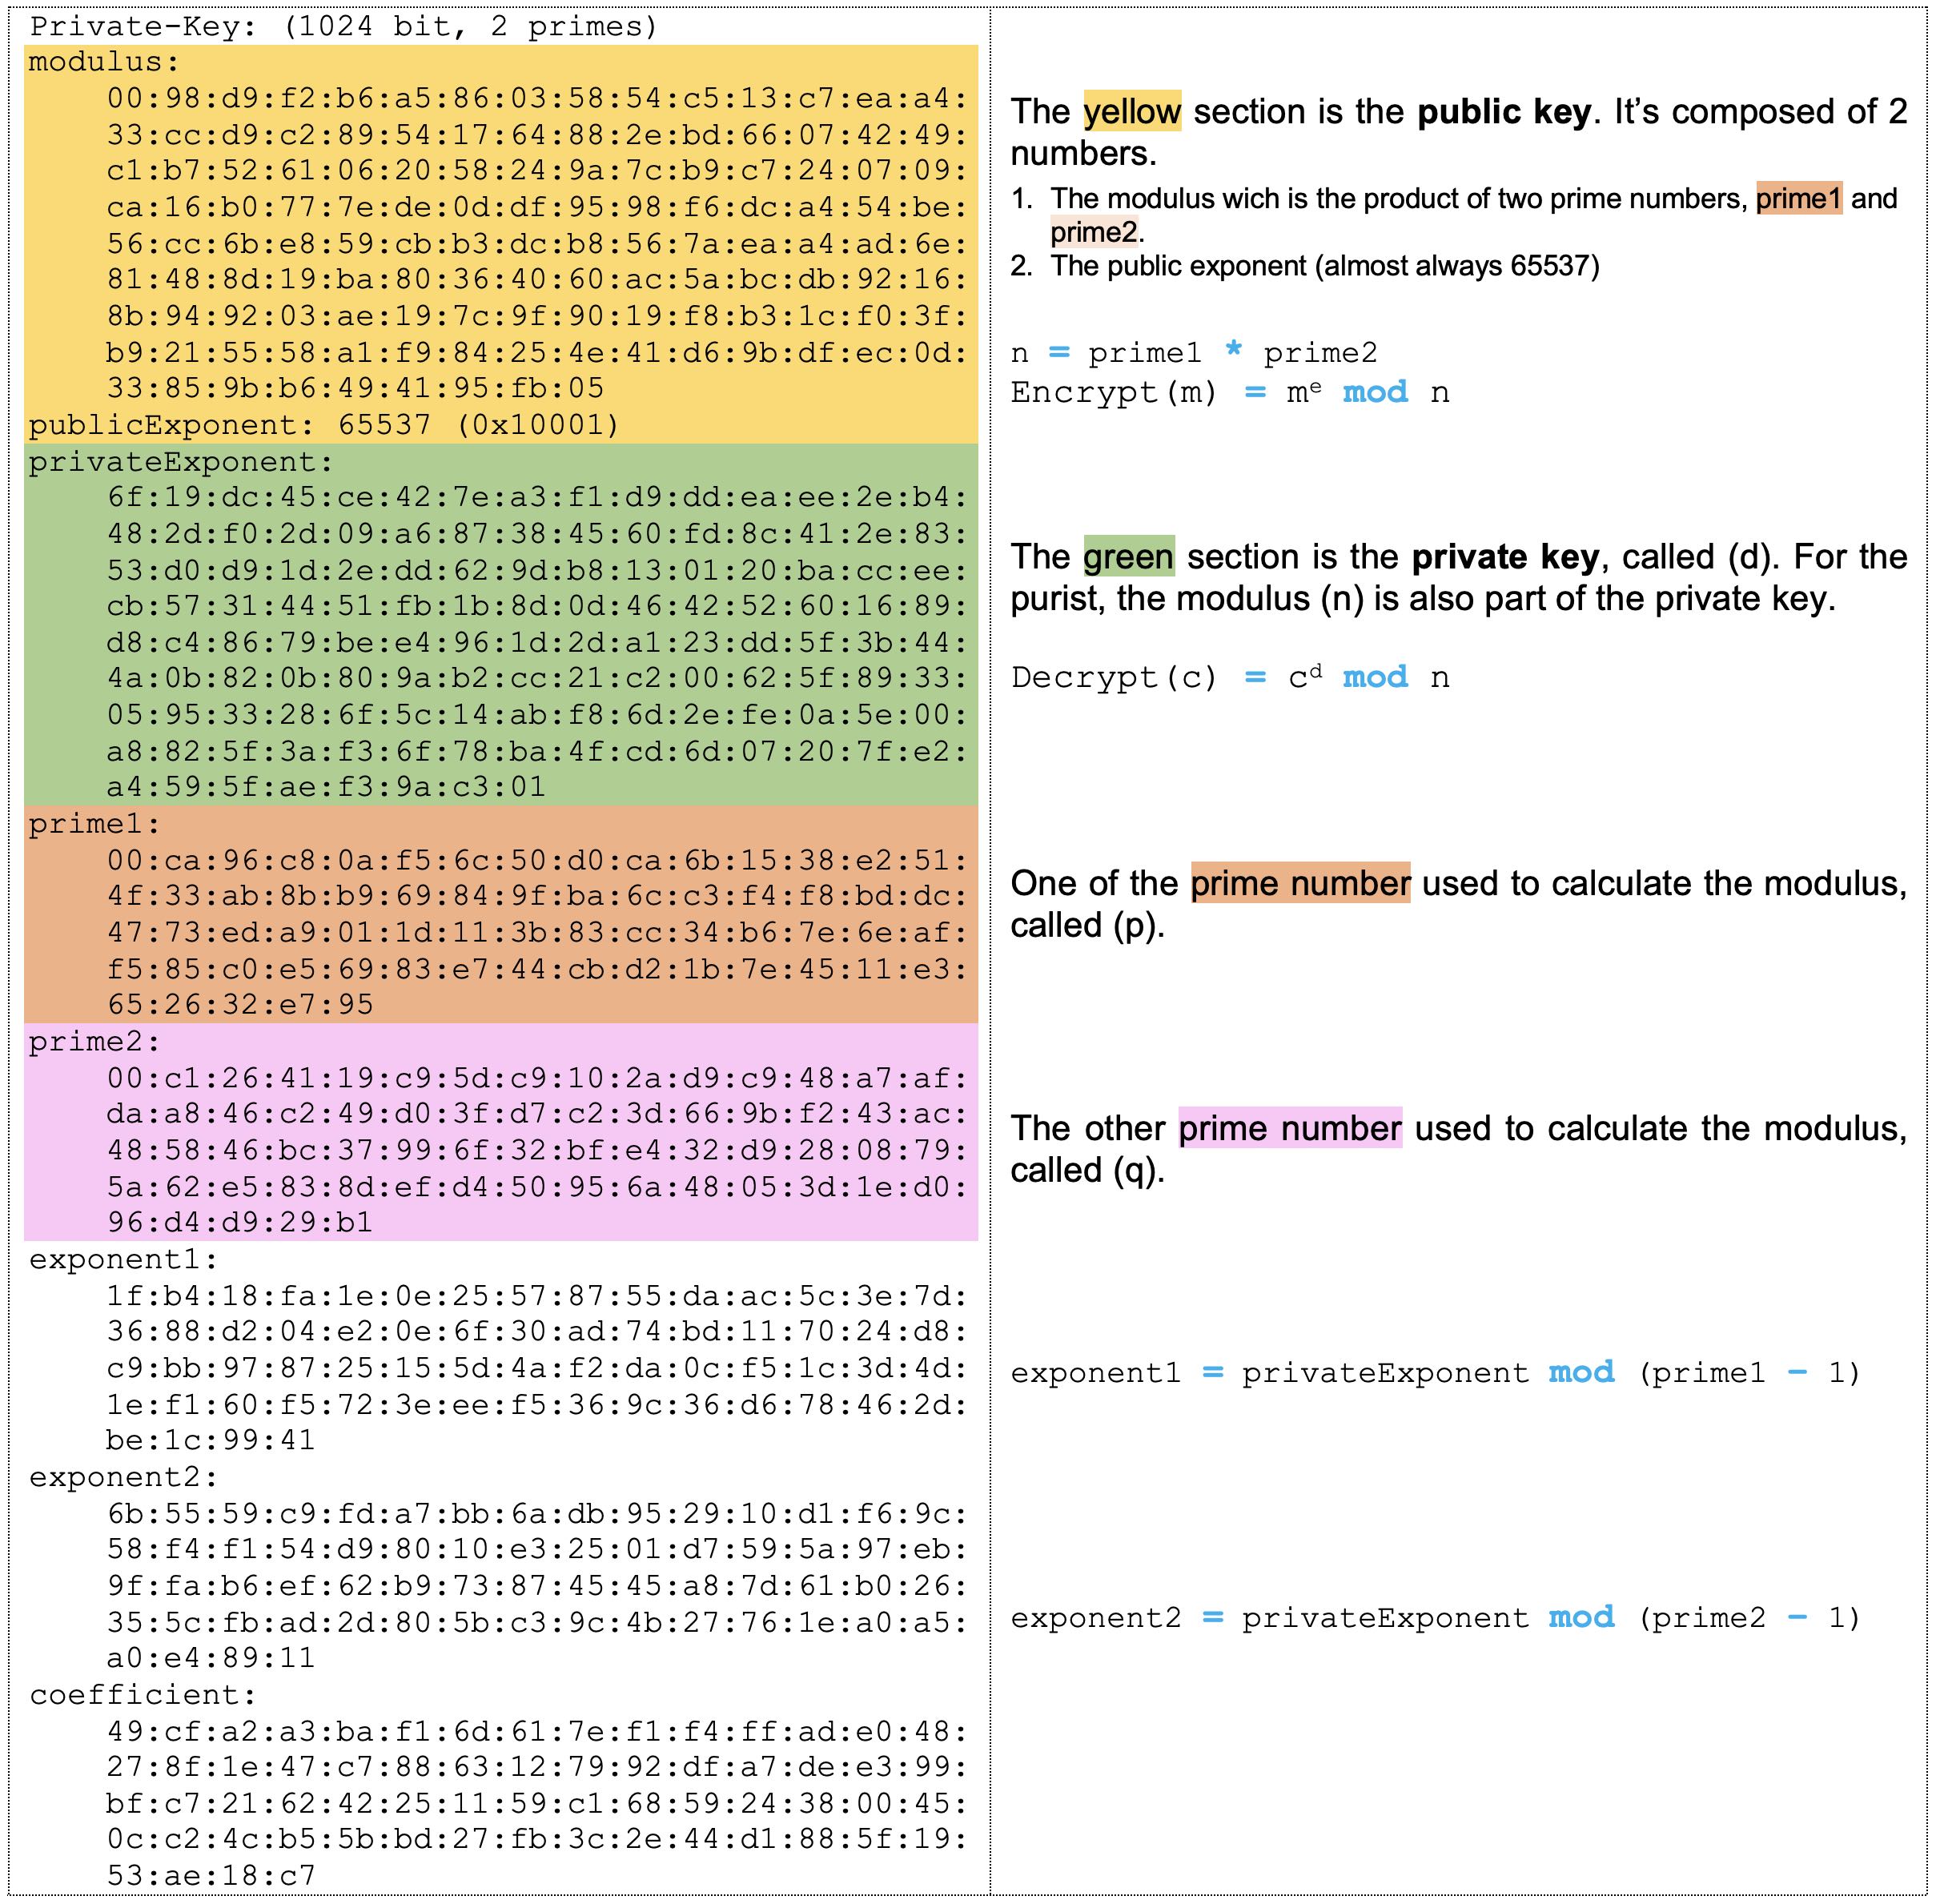 Private-Key: (1024 bit, 2 primes)
modulus:
00:98:d9:f2:b6:a5:86:03:58:54:c5:13:c7:ea:a4:
33:cc:d9:c2:89:54:17:64:88:2e:bd:66:07:42:49:
c1:b7:52:61:06:20:58:24:9a:7c:b9:c7:24:07:09:
ca:16:b0:77:7e:de:0d:df:95:98:f6:dc:a4:54:be:
56:cc:6b:e8:59:cb:b3:dc:b8:56:7a:ea:a4:ad:6e:
81:48:8d:19:ba:80:36:40:60:ac:5a:bc:db:92:16:
8b:94:92:03:ae:19:7c:9f:90:19:f8:b3:1c:f0:3f:
b9:21:55:58:a1:f9:84:25:4e:41:d6:9b:df:ec:0d:
33:85:9b:b6:49:41:95:fb:05
publicExponent: 65537 (0x10001)
privateExponent:
6f:19:dc:45:ce:42:7e:a3:f1:d9:dd:ea:ee:2e:b4:
48:2d:f0:2d:09:a6:87:38:45:60:fd:8c:41:2e:83:
53:d0:d9:1d:2e:dd:62:9d:b8:13:01:20:ba:cc:ee:
cb:57:31:44:51:fb:1b:8d:0d:46:42:52:60:16:89:
d8:c4:86:79:be:e4:96:1d:2d:a1:23:dd:5f:3b:44:
4a:0b:82:0b:80:9a:b2:cc:21:c2:00:62:5f:89:33:
05:95:33:28:6f:5c:14:ab:f8:6d:2e:fe:0a:5e:00:
a8:82:5f:3a:f3:6f:78:ba:4f:cd:6d:07:20:7f:e2:
a4:59:5f:ae:f3:9a:c3:01
prime1:
00:ca:96:c8:0a:f5:6c:50:d0:ca:6b:15:38:e2:51:
4f:33:ab:8b:b9:69:84:9f:ba:6c:c3:f4:f8:bd:dc:
47:73:ed:a9:01:1d:11:3b:83:cc:34:b6:7e:6e:af:
f5:85:c0:e5:69:83:e7:44:cb:d2:1b:7e:45:11:e3:
65:26:32:e7:95
prime2:
00:c1:26:41:19:c9:5d:c9:10:2a:d9:c9:48:a7:af:
da:a8:46:c2:49:d0:3f:d7:c2:3d:66:9b:f2:43:ac:
48:58:46:bc:37:99:6f:32:bf:e4:32:d9:28:08:79:
5a:62:e5:83:8d:ef:d4:50:95:6a:48:05:3d:1e:d0:
96:d4:d9:29:b1
exponent1:
1f:b4:18:fa:1e:0e:25:57:87:55:da:ac:5c:3e:7d:
36:88:d2:04:e2:0e:6f:30:ad:74:bd:11:70:24:d8:
c9:bb:97:87:25:15:5d:4a:f2:da:0c:f5:1c:3d:4d:
1e:f1:60:f5:72:3e:ee:f5:36:9c:36:d6:78:46:2d:
be:1c:99:41
exponent2:
6b:55:59:c9:fd:a7:bb:6a:db:95:29:10:d1:f6:9c:
58:f4:f1:54:d9:80:10:e3:25:01:d7:59:5a:97:eb:
9f:fa:b6:ef:62:b9:73:87:45:45:a8:7d:61:b0:26:
35:5c:fb:ad:2d:80:5b:c3:9c:4b:27:76:1e:a0:a5:
a0:e4:89:11
coefficient:
49:cf:a2:a3:ba:f1:6d:61:7e:f1:f4:ff:ad:e0:48:
27:8f:1e:47:c7:88:63:12:79:92:df:a7:de:e3:99:
bf:c7:21:62:42:25:11:59:c1:68:59:24:38:00:45:
0c:c2:4c:b5:5b:bd:27:fb:3c:2e:44:d1:88:5f:19:
53:ae:18:c7
The yellow section is the public key. It’s composed of 2
numbers.
1. The modulus wich is the product of two prime numbers, prime1 and
prime2.
2. The public exponent (almost always 65537)
n = prime1 * prime2
Encrypt(m) = mᵉ mod n
The green section is the private key, called (d). For the
purist, the modulus (n) is also part of the private key.
Decrypt(c) = cᵈ mod n
One of the prime number used to calculate the modulus,
called (p).
The other prime number used to calculate the modulus,
called (q).
exponent1 = privateExponent mod (prime1 – 1)
exponent2 = privateExponent mod (prime2 – 1)